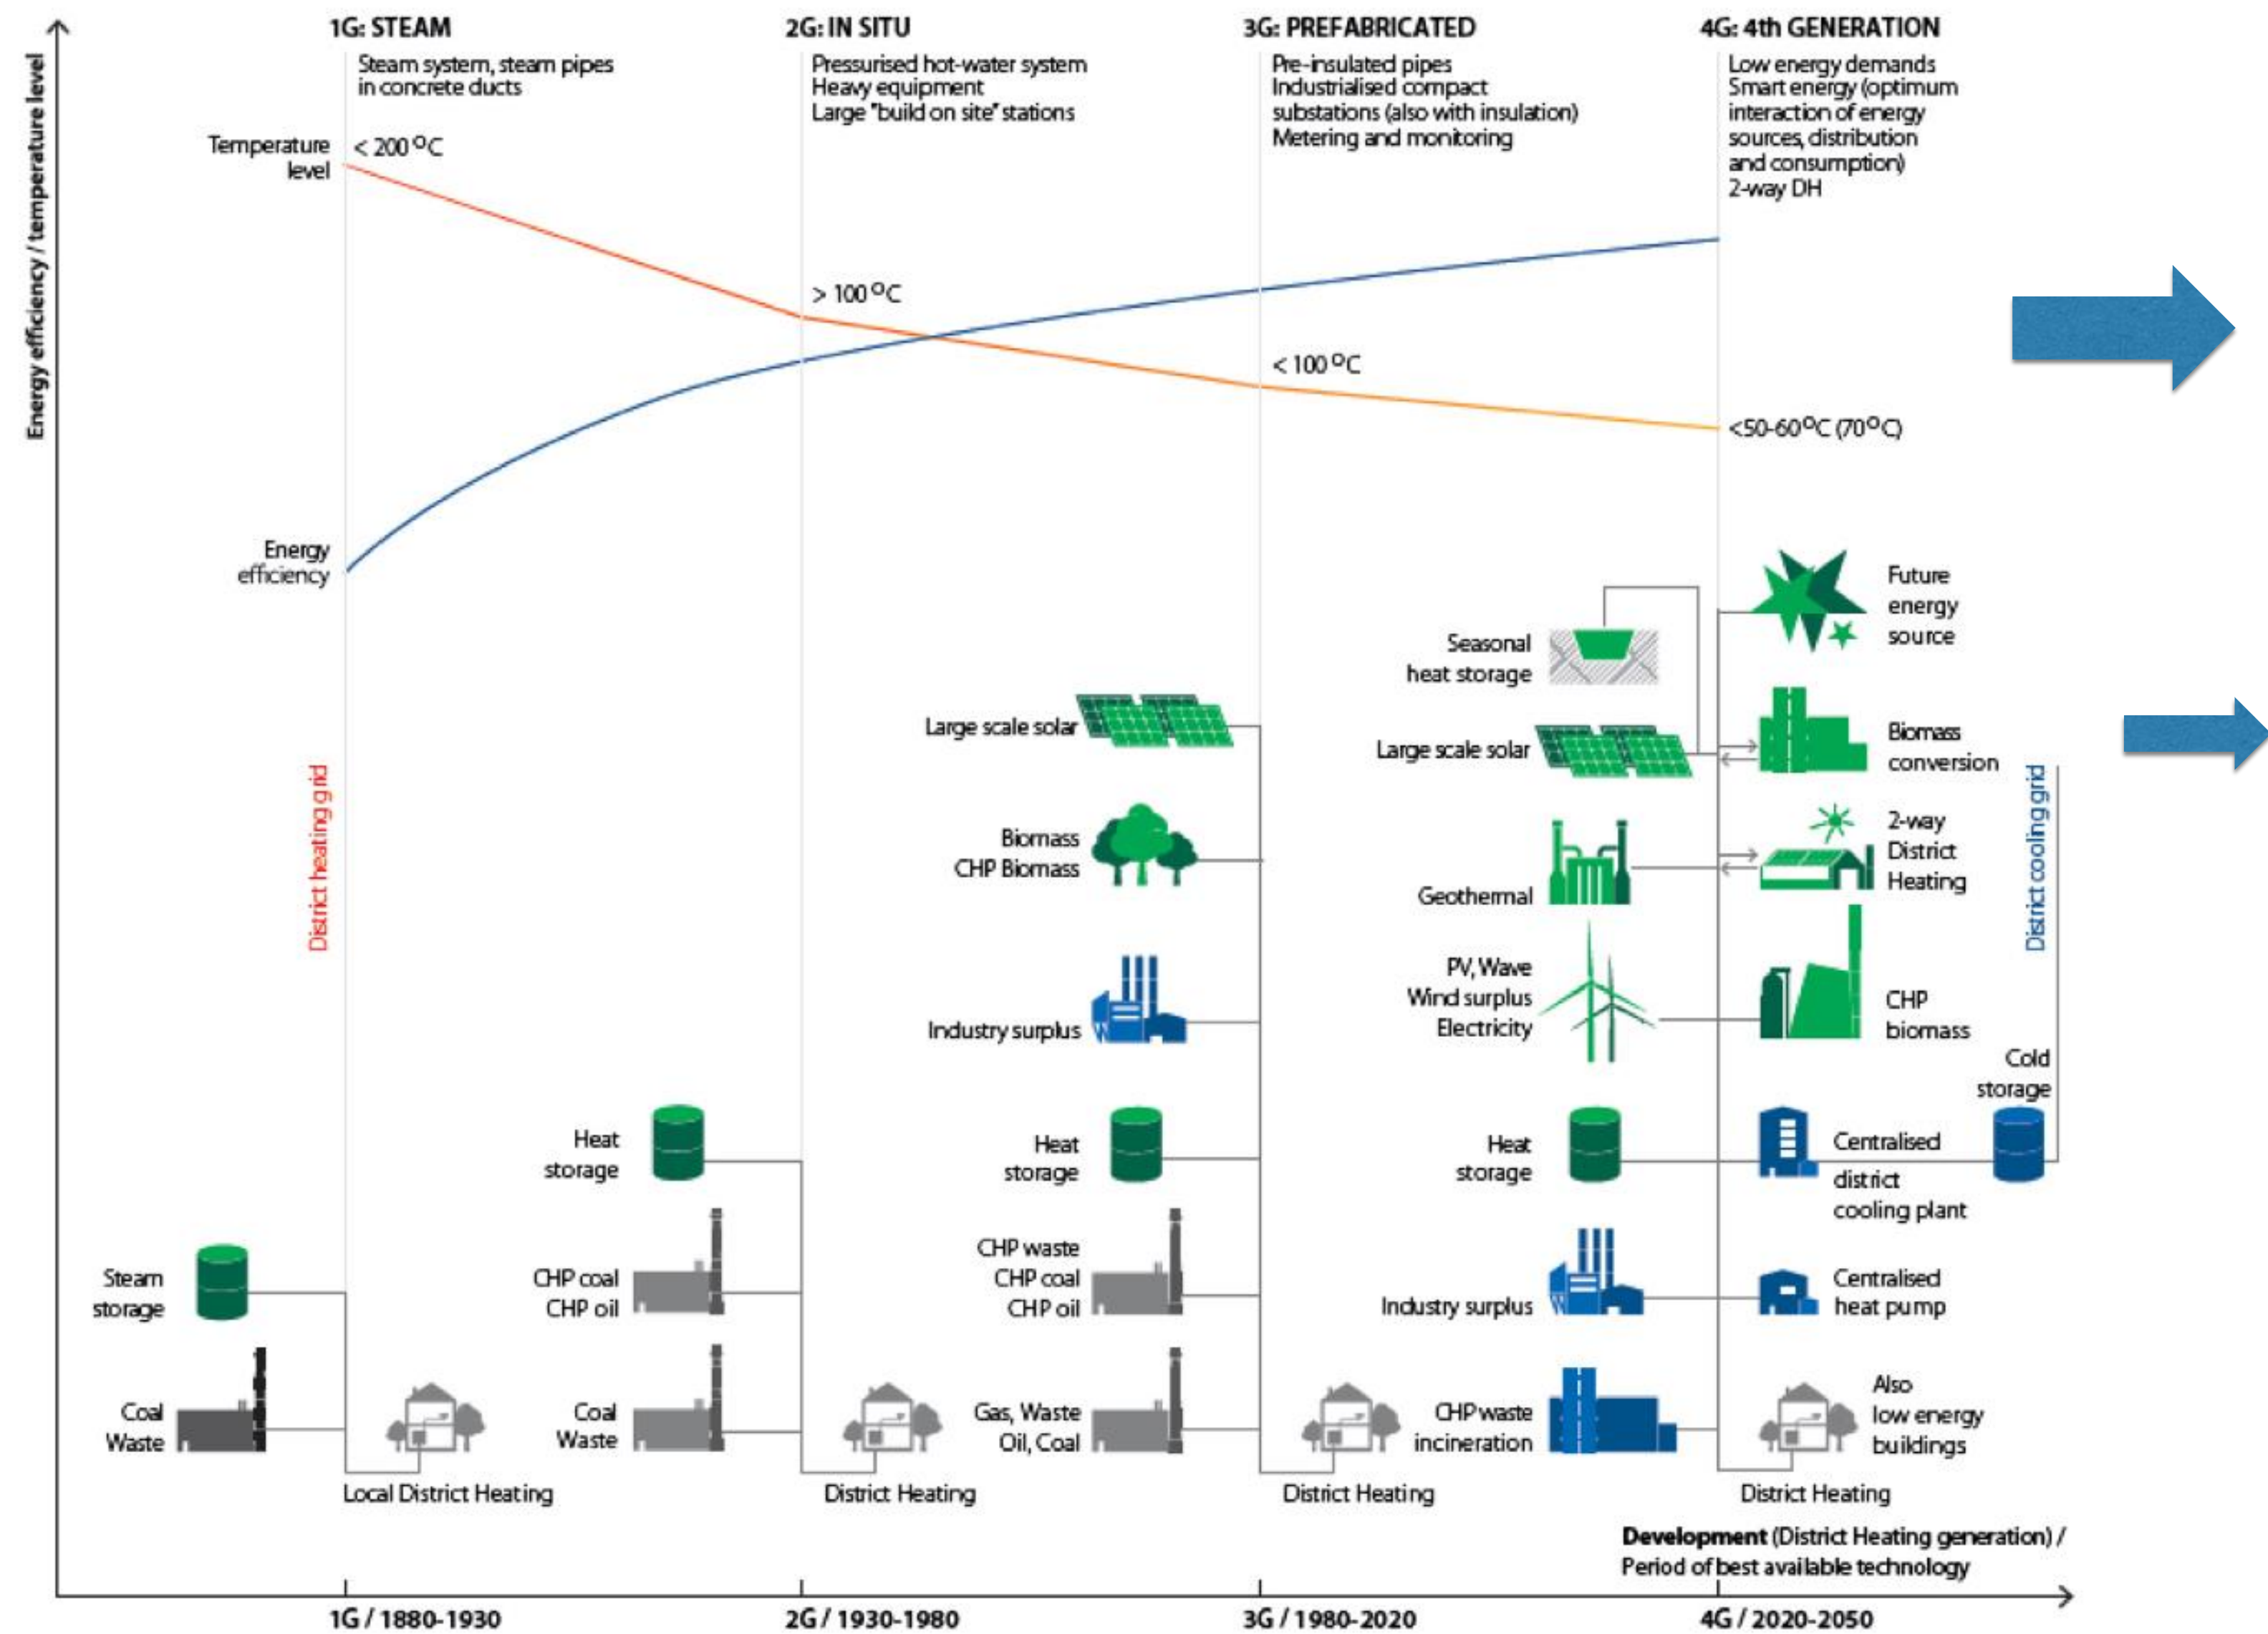 1G: STEAM
Steam system, steam pipes
in concrete ducts
2G: IN SITU
Pressurised hot-water system
Heavy equipment
Large "build on site" stations
3G: PREFABRICATED
Pre-insulated pipes
Industrialised compact
substations (also with insulation)
Metering and monitoring
4G: 4th GENERATION
Low energy demands
Smart energy (optimum
interaction of energy
sources, distribution
and consumption)
2-way DH
Energy efficiency / temperature level
Temperature
level
< 200 °C
> 100 °C
< 100 °C
<50-60°C (70°C)
Energy
efficiency
District heating grid
Steam
storage
Coal
Waste
Local District Heating
Heat
storage
CHP coal
CHP oil
Coal
Waste
District Heating
Large scale solar
Biomass
CHP Biomass
Industry surplus
Heat
storage
CHP waste
CHP coal
CHP oil
Gas, Waste
Oil, Coal
District Heating
Seasonal
heat storage
Large scale solar
Geothermal
PV, Wave
Wind surplus
Electricity
Heat
storage
Industry surplus
CHP waste
incineration
Future
energy
source
Biomass
conversion
2-way
District
Heating
CHP
biomass
District cooling grid
Cold
storage
Centralised
district
cooling plant
Centralised
heat pump
Also
low energy
buildings
District Heating
Development (District Heating generation) /
Period of best available technology
1G / 1880-1930
2G / 1930-1980
3G / 1980-2020
4G / 2020-2050